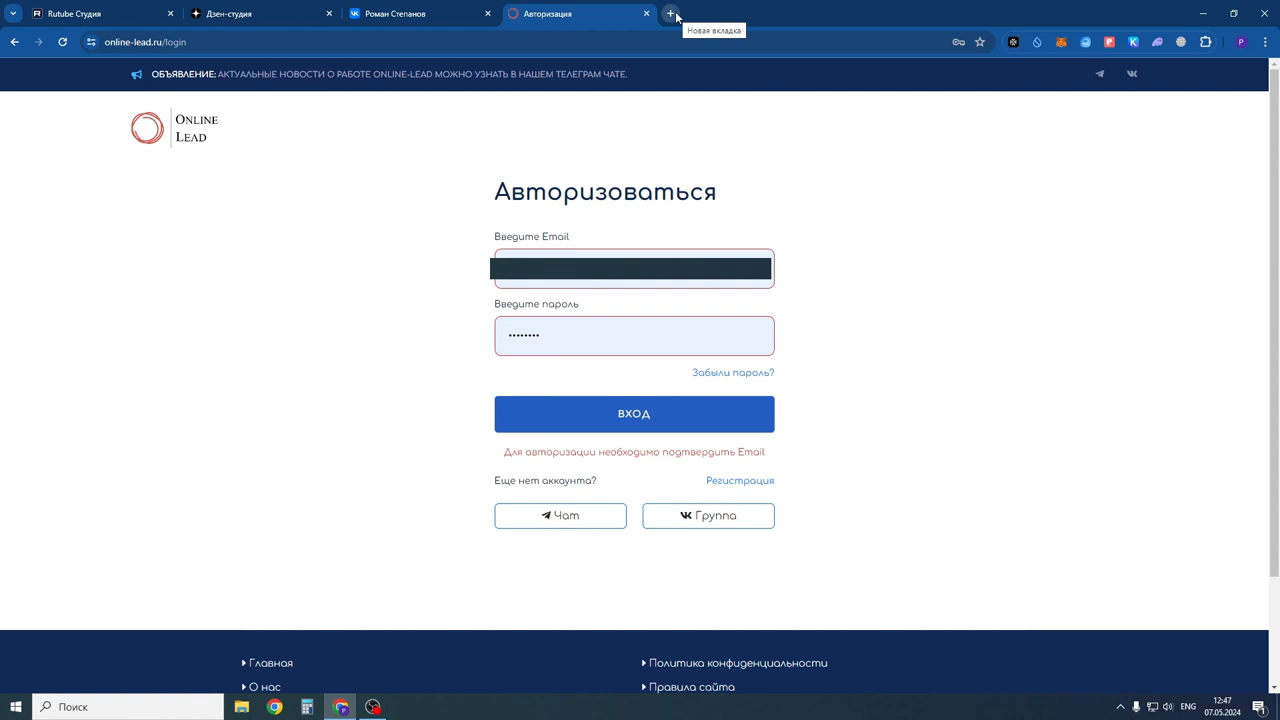 Rutube Студия
Дзен-студия
Роман Степанов
Авторизация
Новая вкладка
online-lead.ru/login
ОБЪЯВЛЕНИЕ: АКТУАЛЬНЫЕ НОВОСТИ О РАБОТЕ ONLINE-LEAD МОЖНО УЗНАТЬ В НАШЕМ ТЕЛЕГРАМ ЧАТЕ.
ONLINE
LEAD
Авторизоваться
Введите Email
Введите пароль
••••••••
Забыли пароль?
ВХОД
Для авторизации необходимо подтвердить Email
Еще нет аккаунта?
Регистрация
Чат
Группа
Главная
Политика конфиденциальности
О нас
Правила сайта
Поиск
ENG
12:47
07.05.2024